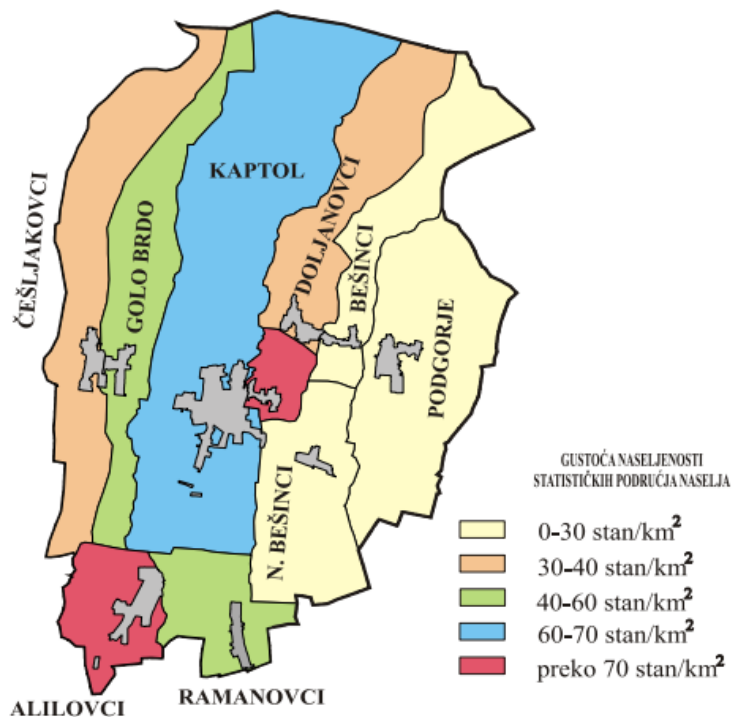 KAPTOL
DOLJANOVCI
ČEŠLJAKOVCI
GOLO BRDO
BEŠINCI
PODGORJE
N. BEŠINCI
GUSTOĆA NASELJENOSTI
STATISTIČKIH PODRUČJA NASELJA
0-30 stan/km²
30-40 stan/km²
40-60 stan/km²
60-70 stan/km²
preko 70 stan/km²
RAMANOVCI
ALILOVCI